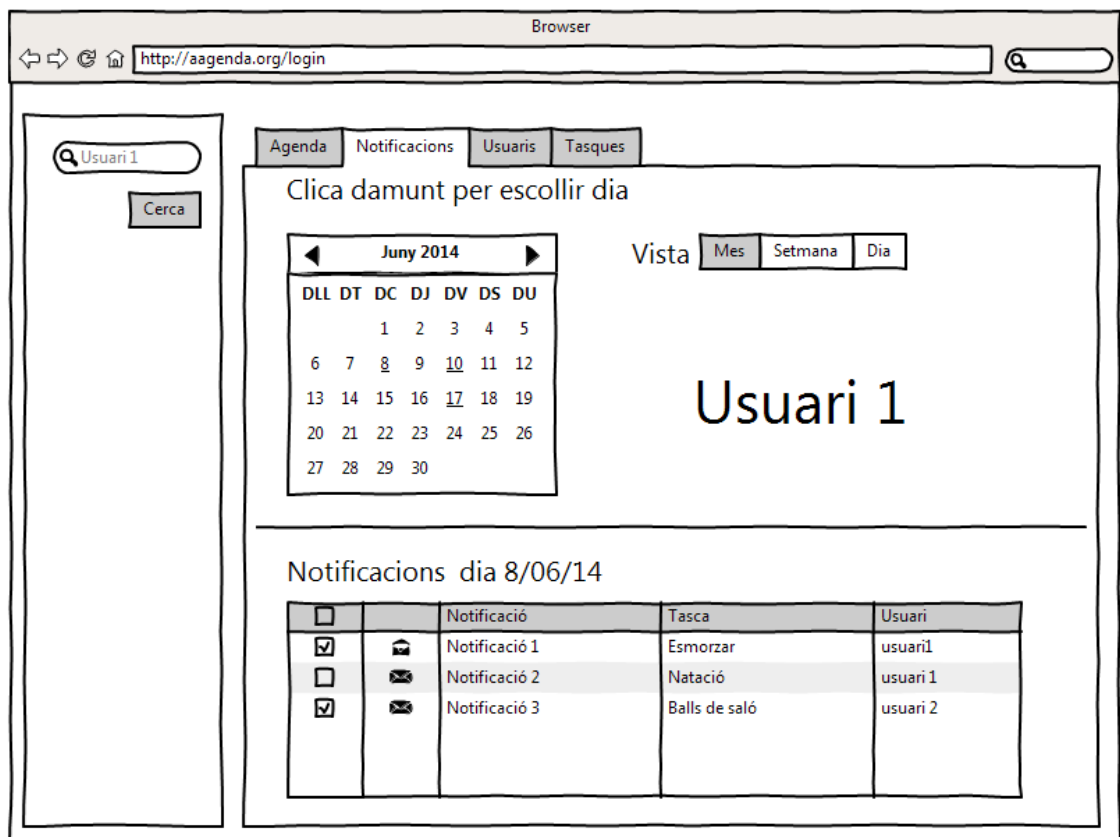 Browser
http://aagenda.org/login
Usuari 1
Cerca
Agenda Notificacions Usuaris Tasques
Clica damunt per escollir dia
Juny 2014
DLL DT DC DJ DV DS DU
1 2 3 4 5
6 7 8 9 10 11 12
13 14 15 16 17 18 19
20 21 22 23 24 25 26
27 28 29 30
Vista Mes Setmana Dia
Usuari 1
Notificacions dia 8/06/14
Notificació Tasca Usuari
Notificació 1 Esmorzar usuari1
Notificació 2 Natació usuari 1
Notificació 3 Balls de saló usuari 2